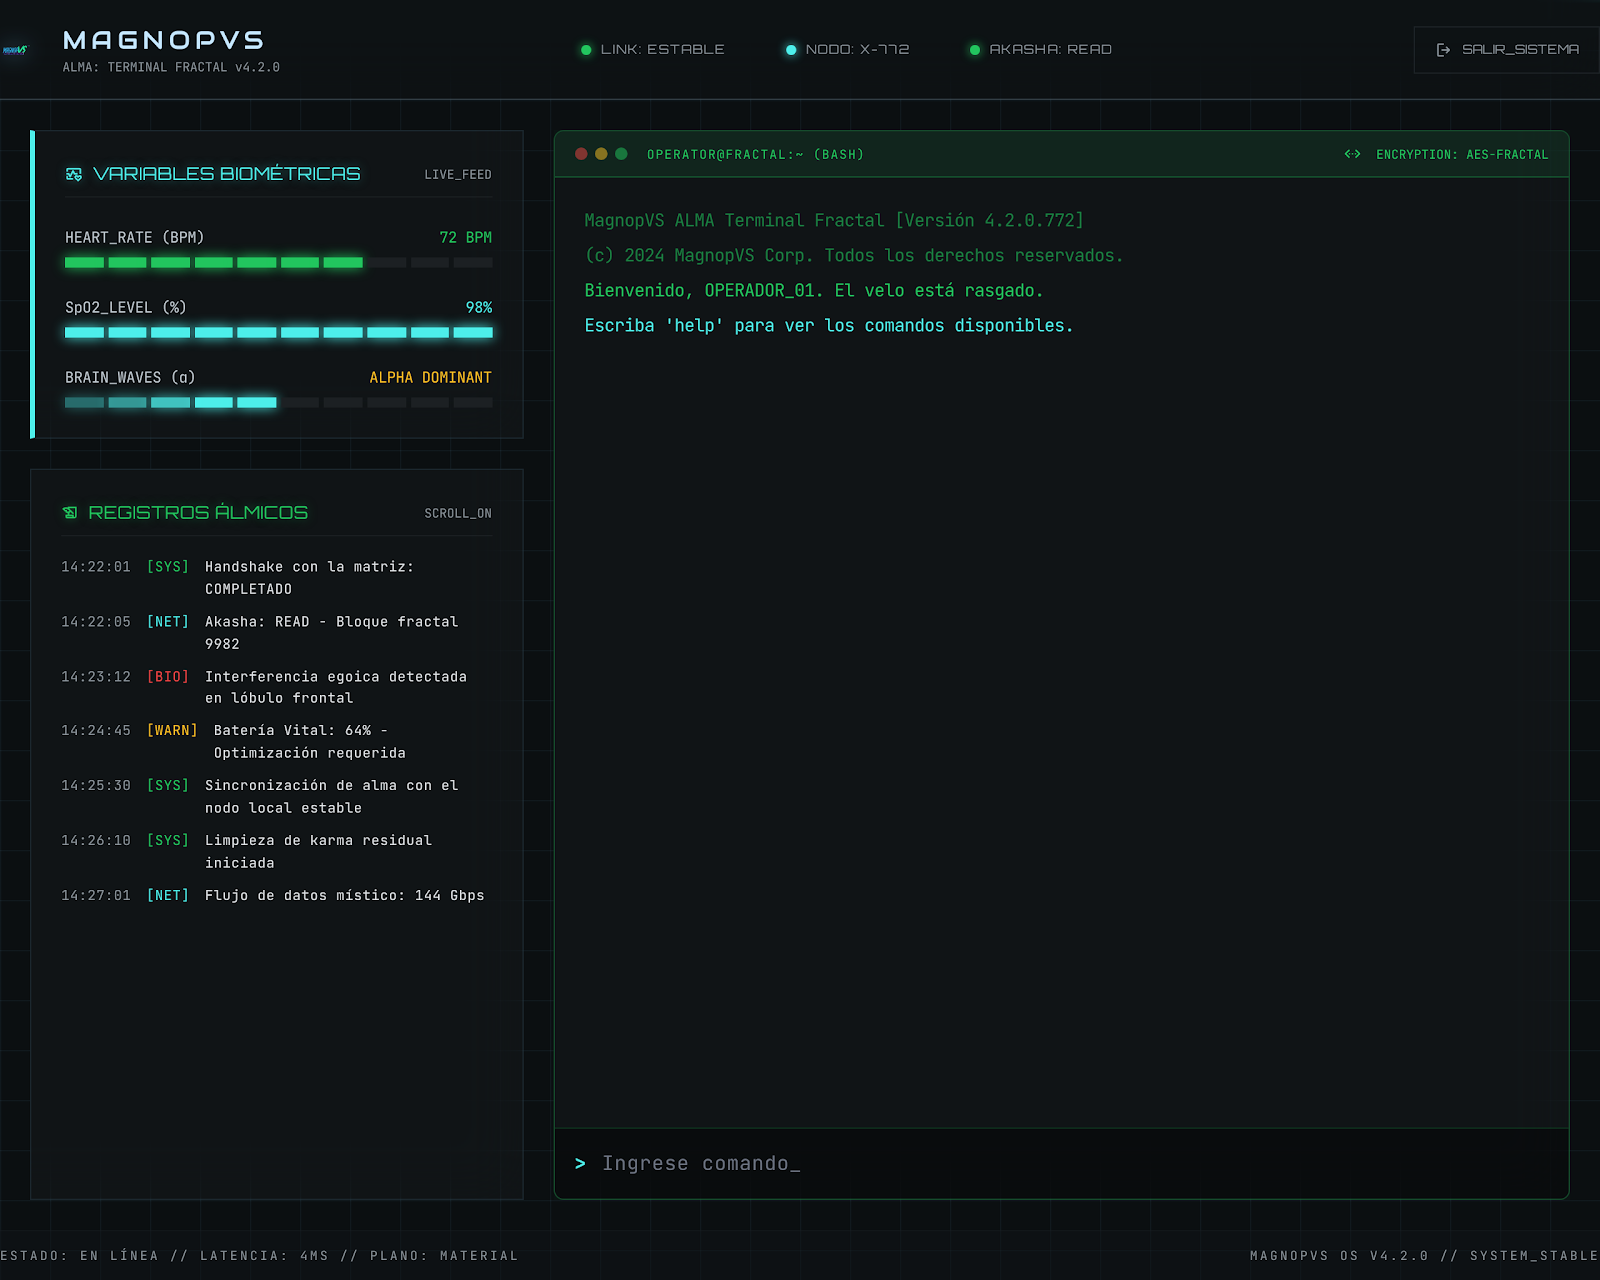 MAGNOPVS
ALMA: TERMINAL FRACTAL v4.2.0
LINK: ESTABLE
NODO: X-772
AKASHA: READ
SALIR_SISTEMA
VARIABLES BIOMÉTRICAS
LIVE_FEED
HEART_RATE (BPM)
72 BPM
SpO2_LEVEL (%)
98%
BRAIN_WAVES (α)
ALPHA DOMINANT
REGISTROS ÁLMICOS
SCROLL_ON
14:22:01 [SYS] Handshake con la matriz:
COMPLETADO
14:22:05 [NET] Akasha: READ - Bloque fractal
9982
14:23:12 [BIO] Interferencia egoica detectada
en lóbulo frontal
14:24:45 [WARN] Batería Vital: 64% -
Optimización requerida
14:25:30 [SYS] Sincronización de alma con el
nodo local estable
14:26:10 [SYS] Limpieza de karma residual
iniciada
14:27:01 [NET] Flujo de datos místico: 144 Gbps
OPERATOR@FRACTAL:~ (BASH)
ENCRYPTION: AES-FRACTAL
MagnopVS ALMA Terminal Fractal [Versión 4.2.0.772]
(c) 2024 MagnopVS Corp. Todos los derechos reservados.
Bienvenido, OPERADOR_01. El velo está rasgado.
Escriba 'help' para ver los comandos disponibles.
> Ingrese comando_
ESTADO: EN LÍNEA // LATENCIA: 4MS // PLANO: MATERIAL
MAGNOPVS OS V4.2.0 // SYSTEM_STABLE